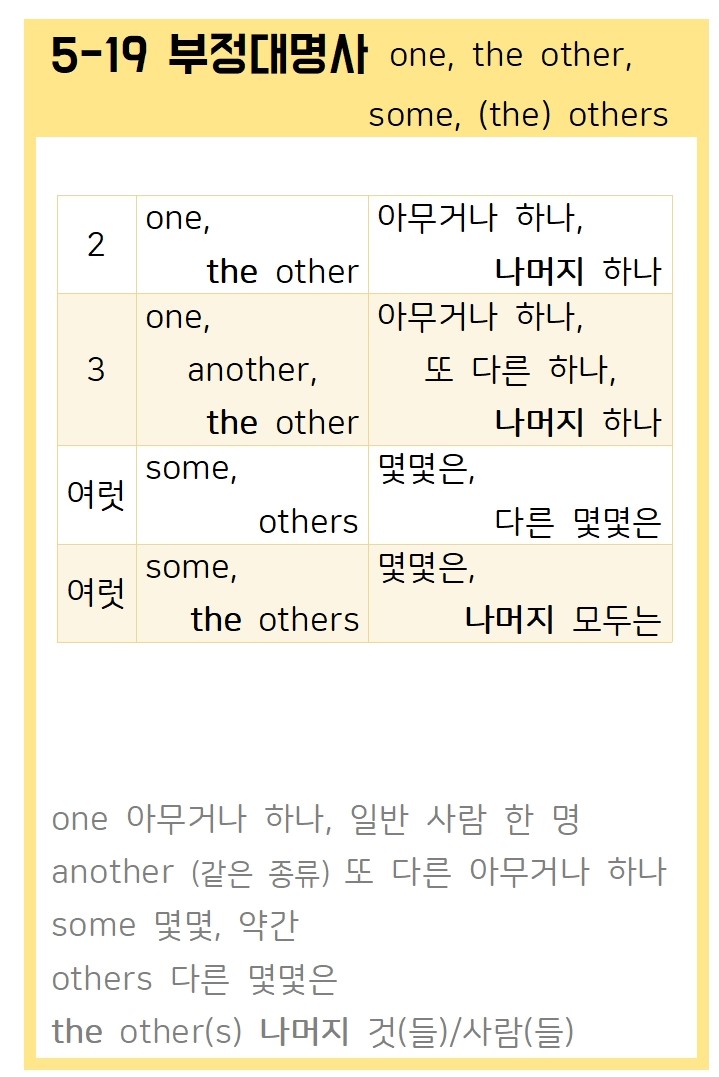 5-19 부정대명사 one, the other,
some, (the) others
2
one,
the other
아무거나 하나,
나머지 하나
3
one,
another,
the other
아무거나 하나,
또 다른 하나,
나머지 하나
여럿
some,
others
몇몇은,
다른 몇몇은
여럿
some,
the others
몇몇은,
나머지 모두는
one 아무거나 하나, 일반 사람 한 명
another (같은 종류) 또 다른 아무거나 하나
some 몇몇, 약간
others 다른 몇몇은
the other(s) 나머지 것(들)/사람(들)